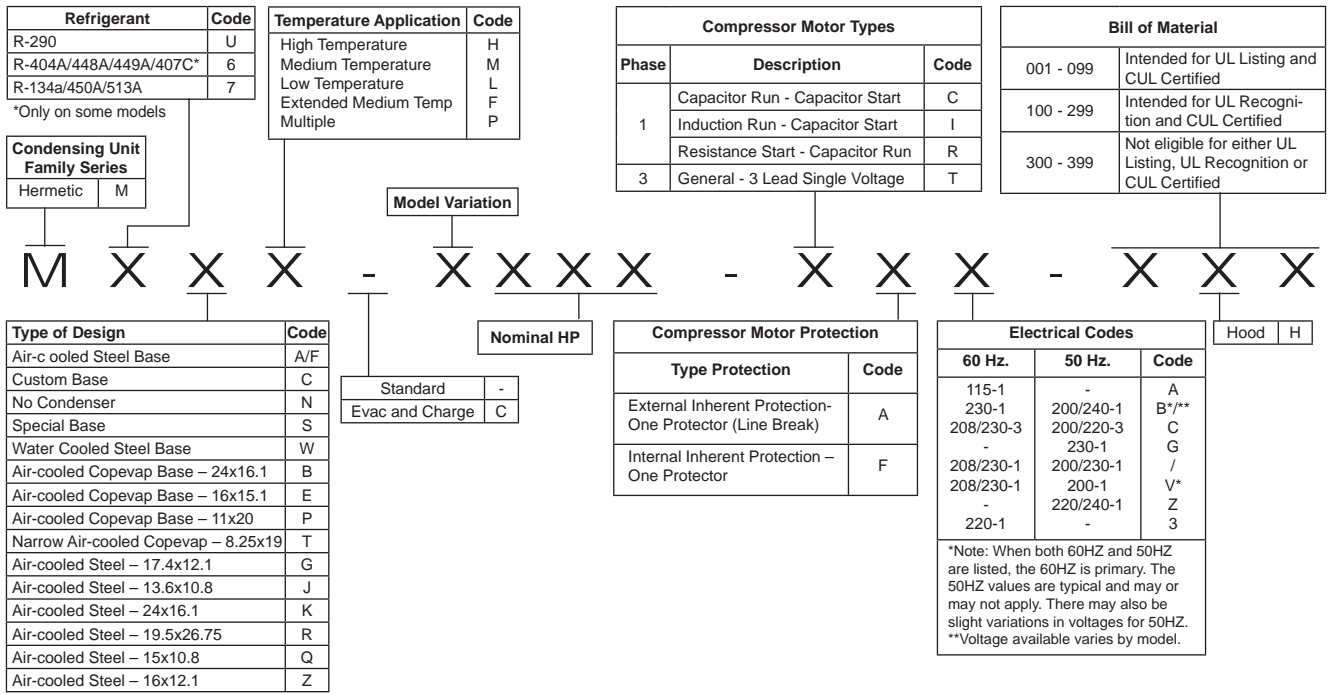 Refrigerant Code
R-290 U
R-404A/448A/449A/407C* 6
R-134a/450A/513A 7
*Only on some models
Temperature Application Code
High Temperature H
Medium Temperature M
Low Temperature L
Extended Medium Temp F
Multiple P
Compressor Motor Types
Phase Description Code
1
Capacitor Run - Capacitor Start C
Induction Run - Capacitor Start I
Resistance Start - Capacitor Run R
3 General - 3 Lead Single Voltage T
Bill of Material
001 - 099
Intended for UL Listing and
CUL Certified
100 - 299
Intended for UL Recogni-
tion and CUL Certified
300 - 399
Not eligible for either UL
Listing, UL Recognition or
CUL Certified
Condensing Unit
Family Series
Hermetic M
Model Variation
M X X X - X X X X - X X X - X X X
Type of Design Code
Air-c ooled Steel Base A/F
Custom Base C
No Condenser N
Special Base S
Water Cooled Steel Base W
Air-cooled Copevap Base – 24x16.1 B
Air-cooled Copevap Base – 16x15.1 E
Air-cooled Copevap Base – 11x20 P
Narrow Air-cooled Copevap – 8.25x19 T
Air-cooled Steel – 17.4x12.1 G
Air-cooled Steel – 13.6x10.8 J
Air-cooled Steel – 24x16.1 K
Air-cooled Steel – 19.5x26.75 R
Air-cooled Steel – 15x10.8 Q
Air-cooled Steel – 16x12.1 Z
Standard -
Evac and Charge C
Nominal HP
Compressor Motor Protection
Type Protection Code
External Inherent Protection-
One Protector (Line Break)
A
Internal Inherent Protection –
One Protector
F
Electrical Codes
60 Hz. 50 Hz. Code
115-1 - A
230-1 200/240-1 B*/**
208/230-3 200/220-3 C
- 230-1 G
208/230-1 200/230-1 /
208/230-1 200-1 V*
- 220/240-1 Z
220-1 - 3
*Note: When both 60HZ and 50HZ
are listed, the 60HZ is primary. The
50HZ values are typical and may or
may not apply. There may also be
slight variations in voltages for 50HZ.
**Voltage available varies by model.
Hood H